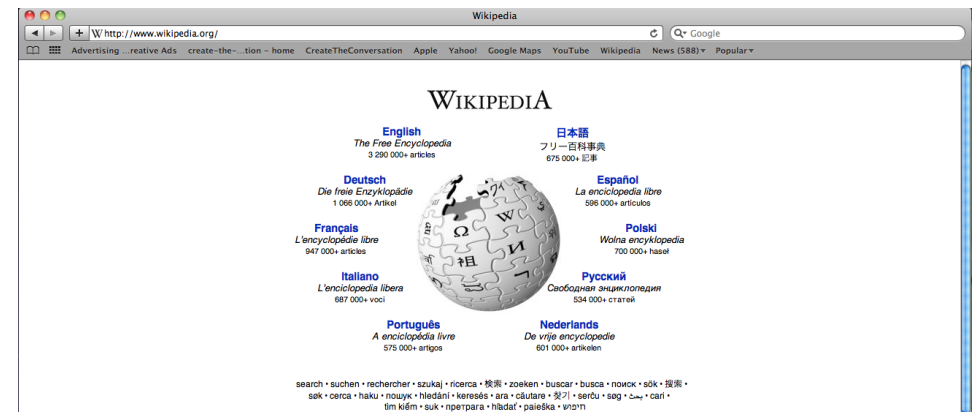 Wikipedia
W http://www.wikipedia.org/
Google
Advertising ...reative Ads create-the-...tion - home CreateTheConversation Apple Yahoo! Google Maps YouTube Wikipedia News (588) Popular
WIKIPEDIA
English
The Free Encyclopedia
3 290 000+ articles
日本語
フリー百科事典
675 000+ 記事
Deutsch
Die freie Enzyklopädie
1 066 000+ Artikel
Español
La enciclopedia libre
596 000+ artículos
Français
L'encyclopédie libre
947 000+ articles
Polski
Wolna encyklopedia
700 000+ haseł
Italiano
L'enciclopedia libera
687 000+ voci
Русский
Свободная энциклопедия
534 000+ статей
Português
A enciclopédia livre
575 000+ artigos
Nederlands
De vrije encyclopedie
601 000+ artikelen
Ω
W
И
祖
search • suchen • rechercher • szukaj • ricerca • 検索 • zoeken • buscar • busca • поиск • sök • 搜索 •
søk • cerca • haku • пошук • hledání • keresés • ara • căutare • 찾기 • serĉu • søg • بحث • cari •
tìm kiếm • suk • претрага • hľadať • paieška • חיפוש